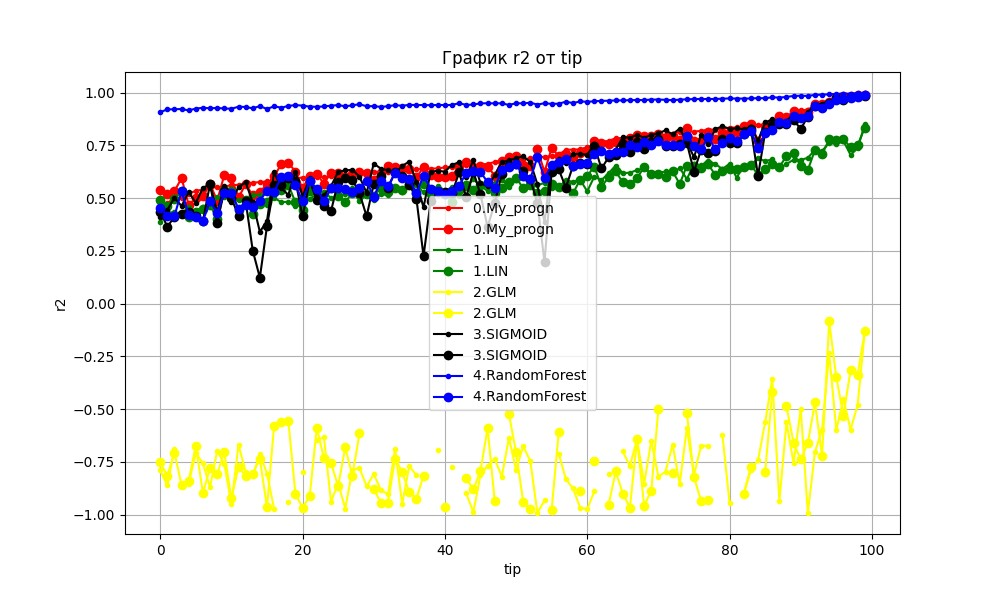 График r2 от tip
1.00
0.75
0.50
0.25
0.00
−0.25
−0.50
−0.75
−1.00
r2
0.My_progn
0.My_progn
1.LIN
1.LIN
2.GLM
2.GLM
3.SIGMOID
3.SIGMOID
4.RandomForest
4.RandomForest
0 20 40 60 80 100
tip